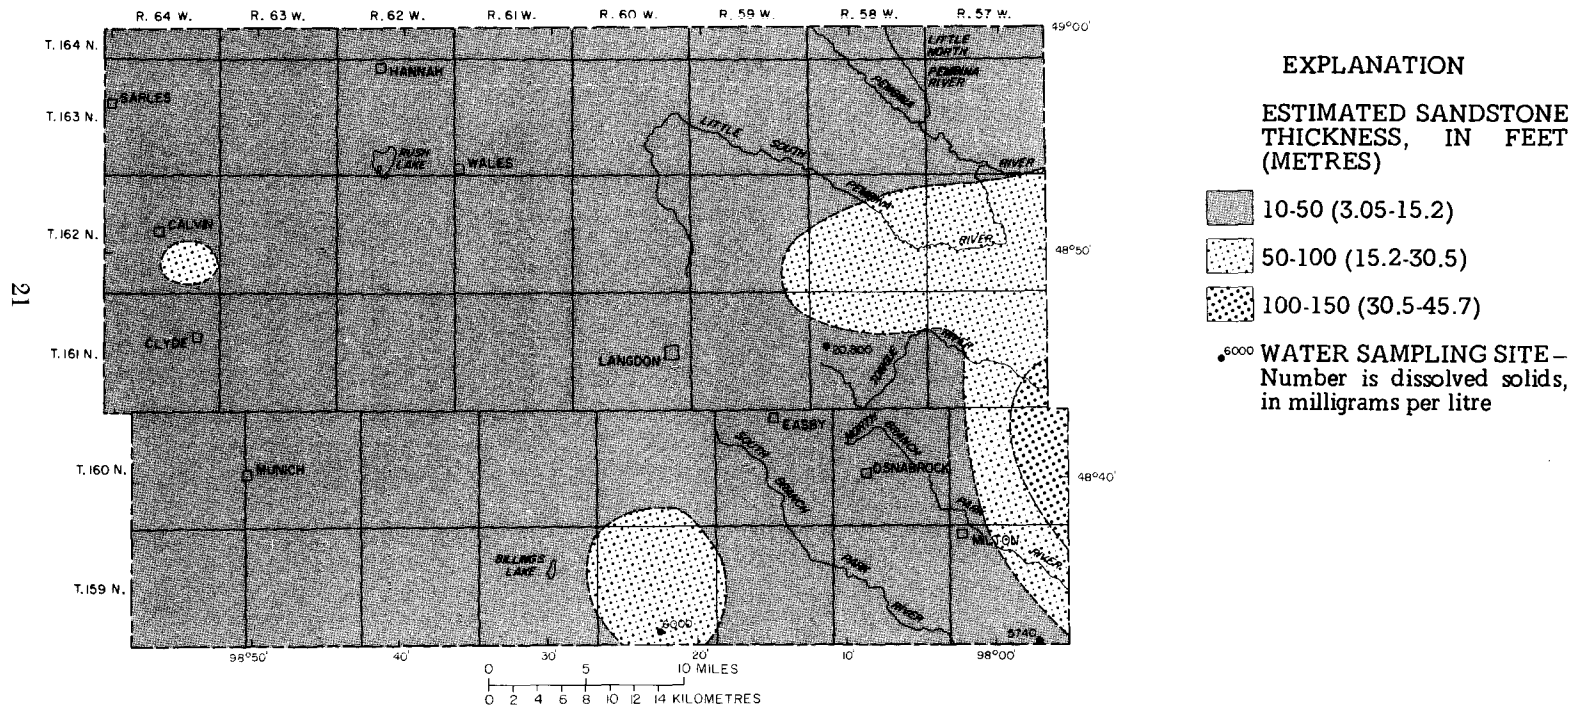 R. 64 W. R. 63 W. R. 62 W. R. 61 W. R. 60 W. R. 59 W. R. 58 W. R. 57 W.
49°00'
T. 164 N.
LITTLE
NORTH
PEMBINA
RIVER
HANNAH
PEMBINA
SARLES
T. 163 N.
LITTLE
SOUTH
PEMBINA
RIVER
RUSH
LAKE
WALES
RIVER
CALVIN
T. 162 N.
48°50'
CLYDE
T. 161 N.
LANGDON
20,800
TONGUE
RIVER
EASBY
NORTH
BRANCH
PARK
RIVER
SOUTH
BRANCH
PARK
RIVER
T. 160 N.
MUNICH
OSNABROCK
48°40'
MILTON
BILLINGS
LAKE
T. 159 N.
6000
5740
98°50' 40' 30' 20' 10' 98°00'
0 5 10 MILES
0 2 4 6 8 10 12 14 KILOMETRES
21
EXPLANATION
ESTIMATED SANDSTONE
THICKNESS, IN FEET
(METRES)
10-50 (3.05-15.2)
50-100 (15.2-30.5)
100-150 (30.5-45.7)
6000 WATER SAMPLING SITE–
Number is dissolved solids,
in milligrams per litre